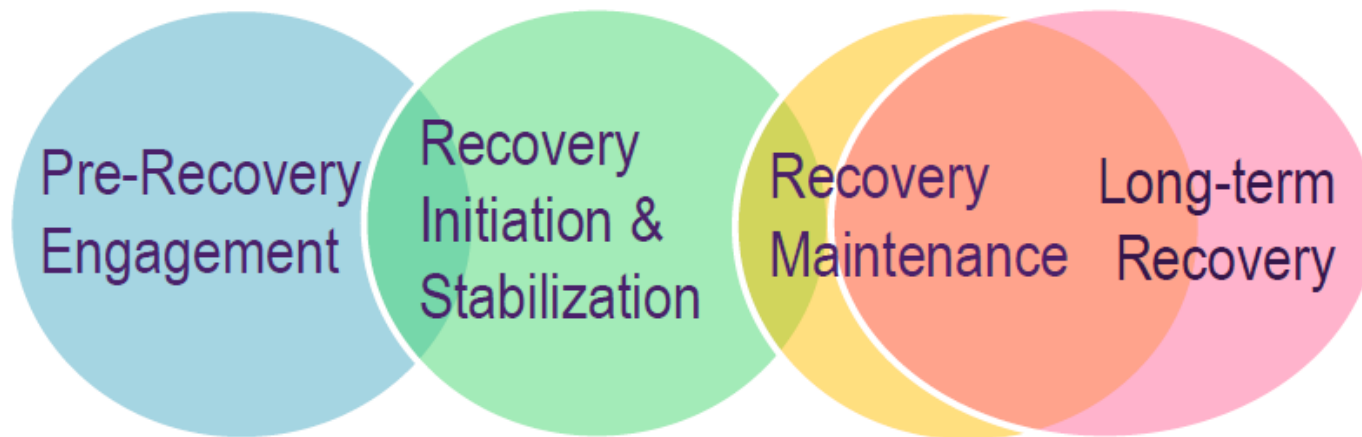 Pre-Recovery
Engagement
Recovery
Initiation &
Stabilization
Recovery
Maintenance
Long-term
Recovery